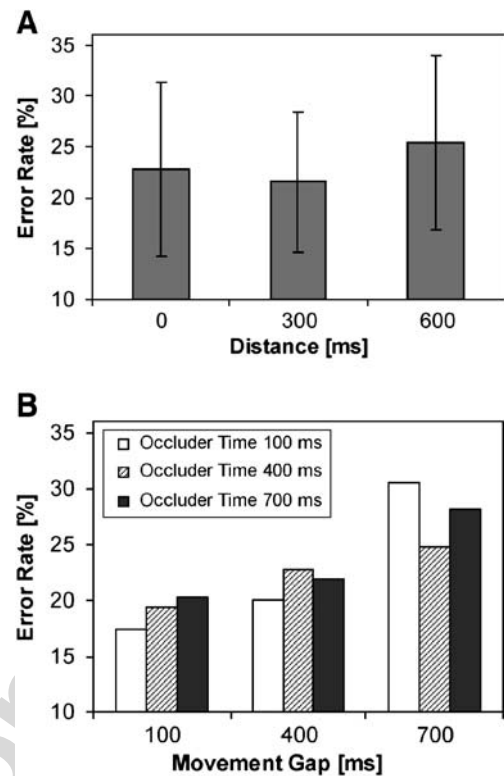 A
Error Rate [%]
35
30
25
20
15
10
0 300 600
Distance [ms]
B
Error Rate [%]
35
30
25
20
15
10
Occluder Time 100 ms
Occluder Time 400 ms
Occluder Time 700 ms
100 400 700
Movement Gap [ms]